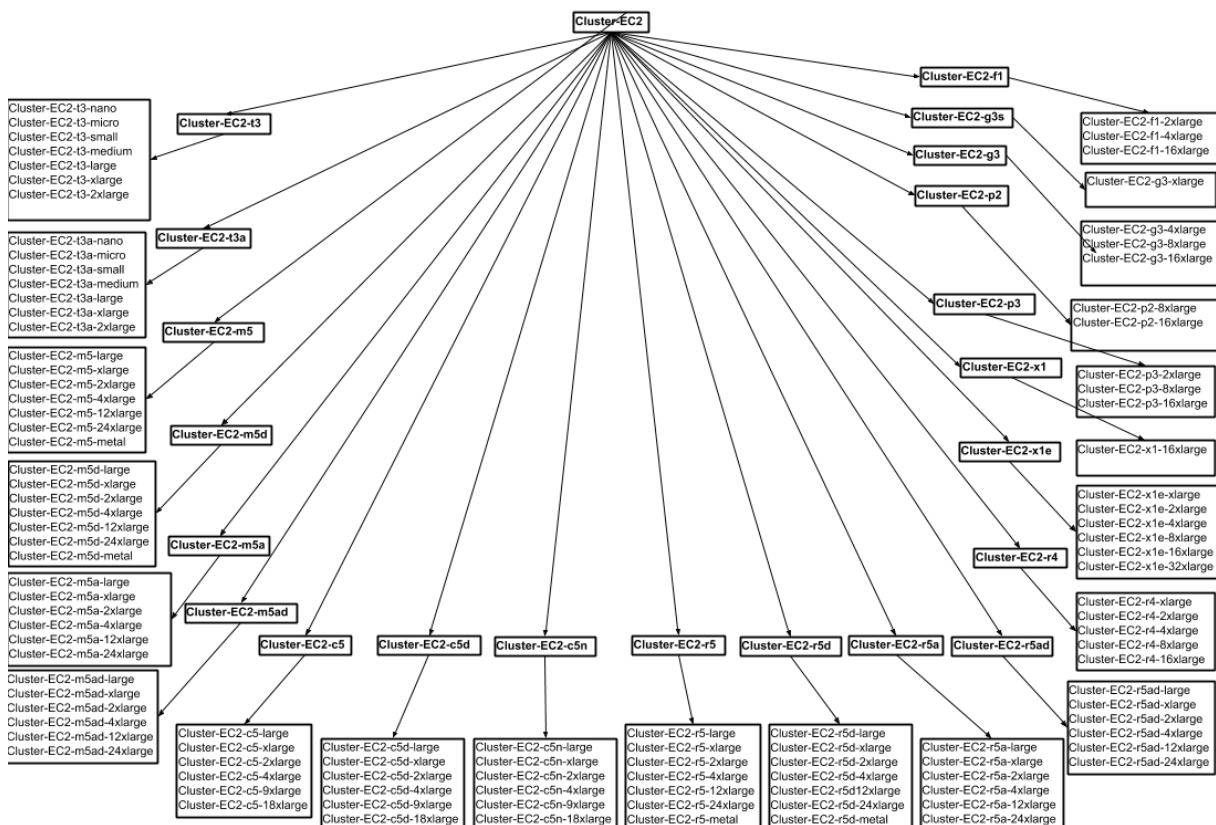 Cluster-EC2
Cluster-EC2-t3
Cluster-EC2-t3-nano
Cluster-EC2-t3-micro
Cluster-EC2-t3-small
Cluster-EC2-t3-medium
Cluster-EC2-t3-large
Cluster-EC2-t3-xlarge
Cluster-EC2-t3-2xlarge
Cluster-EC2-t3a
Cluster-EC2-t3a-nano
Cluster-EC2-t3a-micro
Cluster-EC2-t3a-small
Cluster-EC2-t3a-medium
Cluster-EC2-t3a-large
Cluster-EC2-t3a-xlarge
Cluster-EC2-t3a-2xlarge
Cluster-EC2-m5
Cluster-EC2-m5-large
Cluster-EC2-m5-xlarge
Cluster-EC2-m5-2xlarge
Cluster-EC2-m5-4xlarge
Cluster-EC2-m5-12xlarge
Cluster-EC2-m5-24xlarge
Cluster-EC2-m5-metal
Cluster-EC2-m5d
Cluster-EC2-m5d-large
Cluster-EC2-m5d-xlarge
Cluster-EC2-m5d-2xlarge
Cluster-EC2-m5d-4xlarge
Cluster-EC2-m5d-12xlarge
Cluster-EC2-m5d-24xlarge
Cluster-EC2-m5d-metal
Cluster-EC2-m5a
Cluster-EC2-m5a-large
Cluster-EC2-m5a-xlarge
Cluster-EC2-m5a-2xlarge
Cluster-EC2-m5a-4xlarge
Cluster-EC2-m5a-12xlarge
Cluster-EC2-m5a-24xlarge
Cluster-EC2-m5ad
Cluster-EC2-m5ad-large
Cluster-EC2-m5ad-xlarge
Cluster-EC2-m5ad-2xlarge
Cluster-EC2-m5ad-4xlarge
Cluster-EC2-m5ad-12xlarge
Cluster-EC2-m5ad-24xlarge
Cluster-EC2-c5
Cluster-EC2-c5-large
Cluster-EC2-c5-xlarge
Cluster-EC2-c5-2xlarge
Cluster-EC2-c5-4xlarge
Cluster-EC2-c5-9xlarge
Cluster-EC2-c5-18xlarge
Cluster-EC2-c5d
Cluster-EC2-c5d-large
Cluster-EC2-c5d-xlarge
Cluster-EC2-c5d-2xlarge
Cluster-EC2-c5d-4xlarge
Cluster-EC2-c5d-9xlarge
Cluster-EC2-c5d-18xlarge
Cluster-EC2-c5n
Cluster-EC2-c5n-large
Cluster-EC2-c5n-xlarge
Cluster-EC2-c5n-2xlarge
Cluster-EC2-c5n-4xlarge
Cluster-EC2-c5n-9xlarge
Cluster-EC2-c5n-18xlarge
Cluster-EC2-r5
Cluster-EC2-r5-large
Cluster-EC2-r5-xlarge
Cluster-EC2-r5-2xlarge
Cluster-EC2-r5-4xlarge
Cluster-EC2-r5-12xlarge
Cluster-EC2-r5-24xlarge
Cluster-EC2-r5-metal
Cluster-EC2-r5d
Cluster-EC2-r5d-large
Cluster-EC2-r5d-xlarge
Cluster-EC2-r5d-2xlarge
Cluster-EC2-r5d-4xlarge
Cluster-EC2-r5d12xlarge
Cluster-EC2-r5d-24xlarge
Cluster-EC2-r5d-metal
Cluster-EC2-r5a
Cluster-EC2-r5a-large
Cluster-EC2-r5a-xlarge
Cluster-EC2-r5a-2xlarge
Cluster-EC2-r5a-4xlarge
Cluster-EC2-r5a-12xlarge
Cluster-EC2-r5a-24xlarge
Cluster-EC2-r5ad
Cluster-EC2-r5ad-large
Cluster-EC2-r5ad-xlarge
Cluster-EC2-r5ad-2xlarge
Cluster-EC2-r5ad-4xlarge
Cluster-EC2-r5ad-12xlarge
Cluster-EC2-r5ad-24xlarge
Cluster-EC2-r4
Cluster-EC2-r4-xlarge
Cluster-EC2-r4-2xlarge
Cluster-EC2-r4-4xlarge
Cluster-EC2-r4-8xlarge
Cluster-EC2-r4-16xlarge
Cluster-EC2-x1e
Cluster-EC2-x1e-xlarge
Cluster-EC2-x1e-2xlarge
Cluster-EC2-x1e-4xlarge
Cluster-EC2-x1e-8xlarge
Cluster-EC2-x1e-16xlarge
Cluster-EC2-x1e-32xlarge
Cluster-EC2-x1
Cluster-EC2-x1-16xlarge
Cluster-EC2-p3
Cluster-EC2-p3-2xlarge
Cluster-EC2-p3-8xlarge
Cluster-EC2-p3-16xlarge
Cluster-EC2-p2
Cluster-EC2-p2-8xlarge
Cluster-EC2-p2-16xlarge
Cluster-EC2-g3
Cluster-EC2-g3-4xlarge
Cluster-EC2-g3-8xlarge
Cluster-EC2-g3-16xlarge
Cluster-EC2-g3s
Cluster-EC2-g3-xlarge
Cluster-EC2-f1
Cluster-EC2-f1-2xlarge
Cluster-EC2-f1-4xlarge
Cluster-EC2-f1-16xlarge